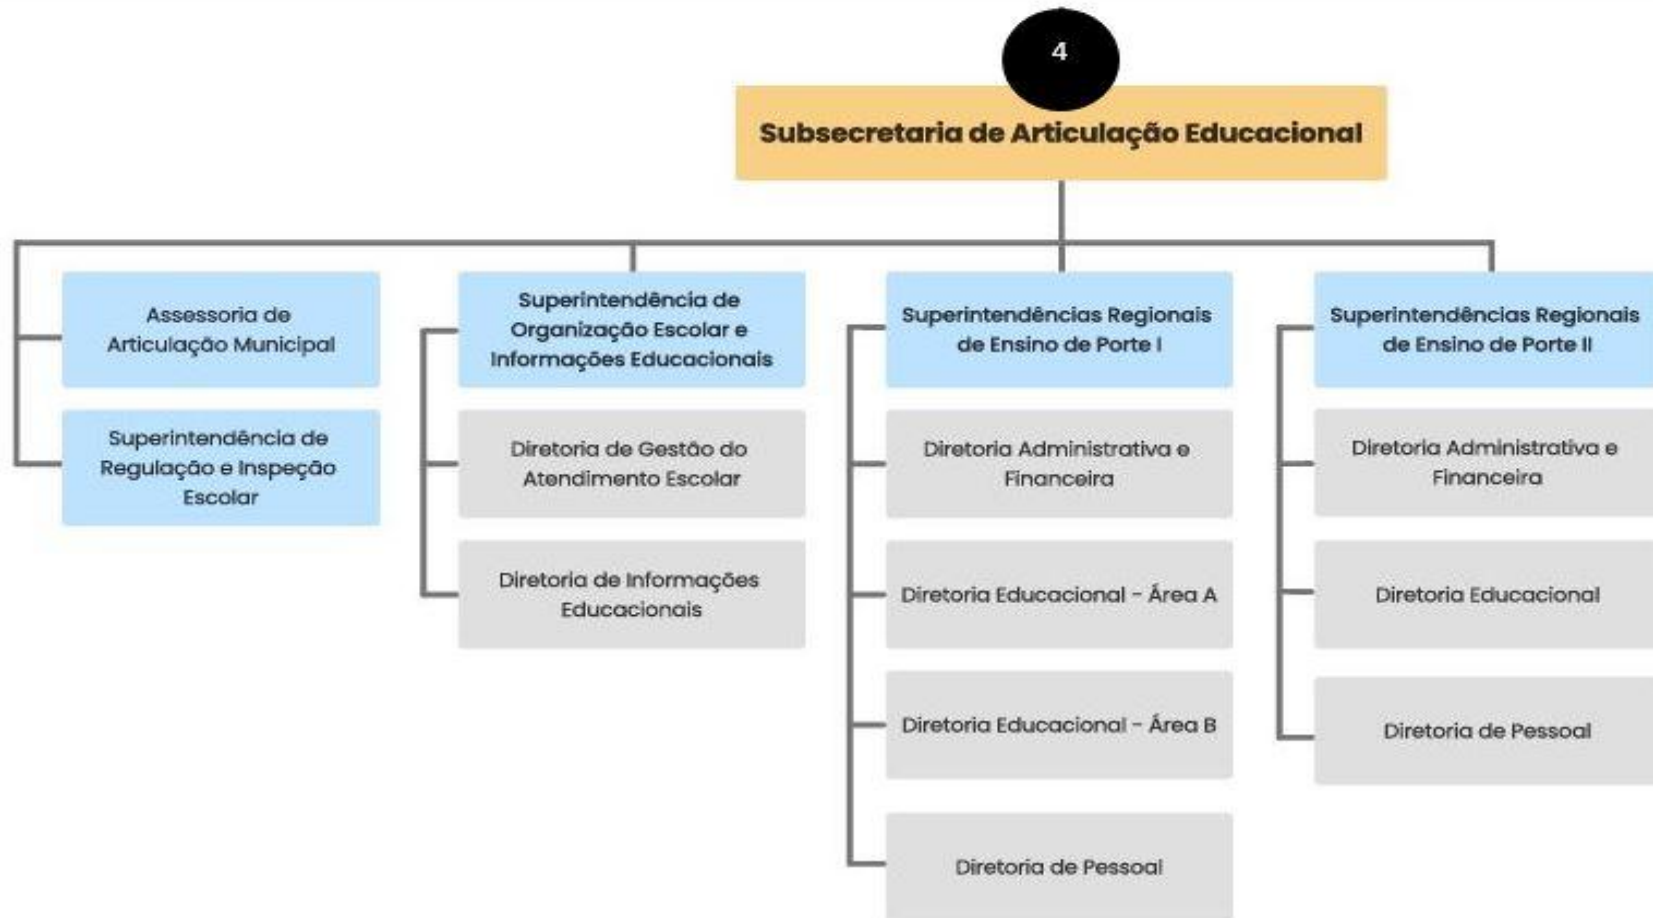 4
Subsecretaria de Articulação Educacional
Assessoria de
Articulação Municipal
Superintendência de
Regulação e Inspeção
Escolar
Superintendência de
Organização Escolar e
Informações Educacionais
Diretoria de Gestão do
Atendimento Escolar
Diretoria de Informações
Educacionais
Superintendências Regionais
de Ensino de Porte I
Diretoria Administrativa e
Financeira
Diretoria Educacional - Área A
Diretoria Educacional - Área B
Diretoria de Pessoal
Superintendências Regionais
de Ensino de Porte II
Diretoria Administrativa e
Financeira
Diretoria Educacional
Diretoria de Pessoal